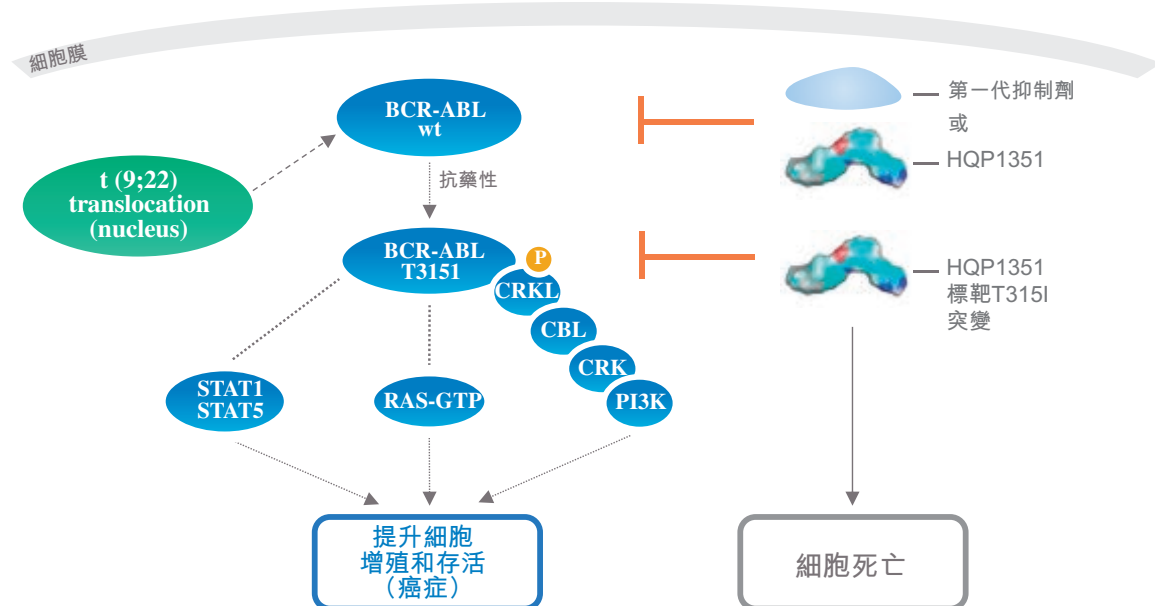 細胞膜
BCR-ABL
wt
第一代抑制劑
或
HQP1351
t (9;22)
translocation
(nucleus)
抗藥性
BCR-ABL
T3151
P
CRKL
CBL
CRK
PI3K
HQP1351
標靶T315I
突變
STAT1
STAT5
RAS-GTP
提升細胞
增殖和存活
（癌症）
細胞死亡